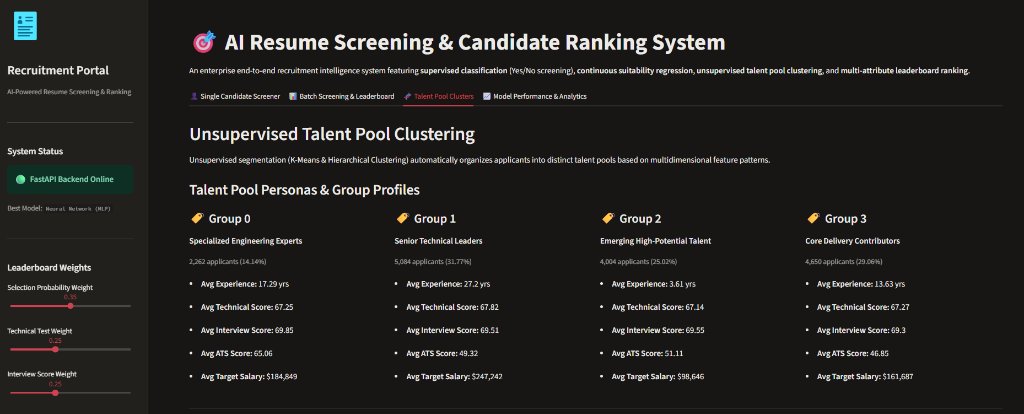 Recruitment Portal
AI-Powered Resume Screening & Ranking
System Status
FastAPI Backend Online
Best Model: Neural Network (MLP)
Leaderboard Weights
Selection Probability Weight
0.35
Technical Test Weight
0.25
Interview Score Weight
0.25
AI Resume Screening & Candidate Ranking System
An enterprise end-to-end recruitment intelligence system featuring supervised classification (Yes/No screening), continuous suitability regression, unsupervised talent pool clustering, and multi-attribute leaderboard ranking.
Single Candidate Screener
Batch Screening & Leaderboard
Talent Pool Clusters
Model Performance & Analytics
Unsupervised Talent Pool Clustering
Unsupervised segmentation (K-Means & Hierarchical Clustering) automatically organizes applicants into distinct talent pools based on multidimensional feature patterns.
Talent Pool Personas & Group Profiles
Group 0
Specialized Engineering Experts
2,262 applicants (14.14%)
• Avg Experience: 17.29 yrs
• Avg Technical Score: 67.25
• Avg Interview Score: 69.85
• Avg ATS Score: 65.06
• Avg Target Salary: $184,849
Group 1
Senior Technical Leaders
5,084 applicants (31.77%)
• Avg Experience: 27.2 yrs
• Avg Technical Score: 67.82
• Avg Interview Score: 69.51
• Avg ATS Score: 49.32
• Avg Target Salary: $247,242
Group 2
Emerging High-Potential Talent
4,004 applicants (25.02%)
• Avg Experience: 3.61 yrs
• Avg Technical Score: 67.14
• Avg Interview Score: 69.55
• Avg ATS Score: 51.11
• Avg Target Salary: $98,646
Group 3
Core Delivery Contributors
4,650 applicants (29.06%)
• Avg Experience: 13.63 yrs
• Avg Technical Score: 67.27
• Avg Interview Score: 69.3
• Avg ATS Score: 46.85
• Avg Target Salary: $161,687